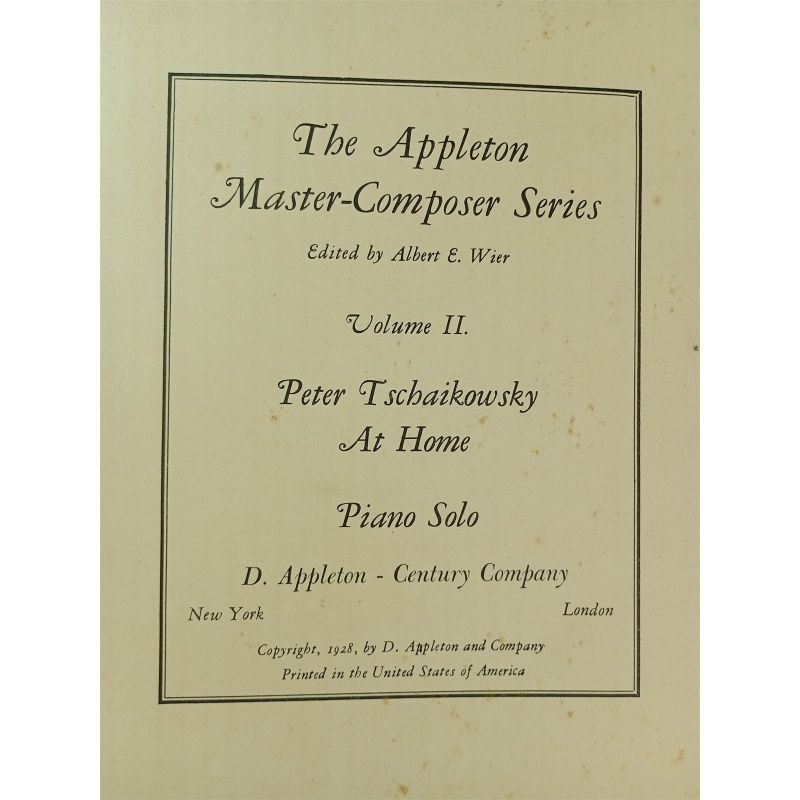 The Appleton
Master-Composer Series
Edited by Albert E. Wier
Volume II.
Peter Tschaikowsky
At Home
Piano Solo
D. Appleton - Century Company
New York London
Copyright, 1928, by D. Appleton and Company
Printed in the United States of America